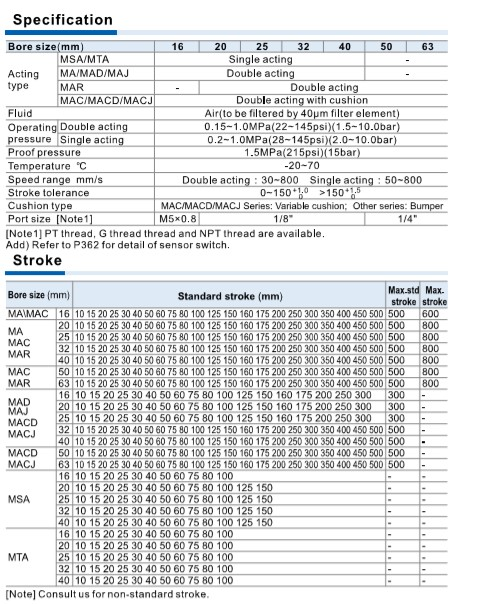 Specification
Bore size(mm) 16 20 25 32 40 50 63
Acting type MSA/MTA Single acting -
MA/MAD/MAJ Double acting -
MAR - Double acting
MAC/MACD/MACJ Double acting with cushion
Fluid Air(to be filtered by 40μm filter element)
Operating pressure Double acting 0.15~1.0MPa(22~145psi)(1.5~10.0bar)
Single acting 0.2~1.0MPa(28~145psi)(2.0~10.0bar)
Proof pressure 1.5MPa(215psi)(15bar)
Temperature ℃ -20~70
Speed range mm/s Double acting : 30~800 Single acting : 50~800
Stroke tolerance 0~150 +1.0 0 >150 +1.5 0
Cushion type MAC/MACD/MACJ Series: Variable cushion; Other series: Bumper
Port size [Note1] M5×0.8 1/8" 1/4"
[Note1] PT thread, G thread thread and NPT thread are available.
Add) Refer to P362 for detail of sensor switch.
Stroke
Bore size (mm) Standard stroke (mm) Max.std stroke Max. stroke
MA\MAC 16 10 15 20 25 30 40 50 60 75 80 100 125 150 160 175 200 250 300 350 400 450 500 500 600
MA MAC MAR 20 10 15 20 25 30 40 50 60 75 80 100 125 150 160 175 200 250 300 350 400 450 500 500 800
25 10 15 20 25 30 40 50 60 75 80 100 125 150 160 175 200 250 300 350 400 450 500 500 800
32 10 15 20 25 30 40 50 60 75 80 100 125 150 160 175 200 250 300 350 400 450 500 500 800
40 10 15 20 25 30 40 50 60 75 80 100 125 150 160 175 200 250 300 350 400 450 500 500 800
MAC MAR 50 10 15 20 25 30 40 50 60 75 80 100 125 150 160 175 200 250 300 350 400 450 500 500 800
63 10 15 20 25 30 40 50 60 75 80 100 125 150 160 175 200 250 300 350 400 450 500 500 800
MAD MAJ MACD MACJ 16 10 15 20 25 30 40 50 60 75 80 100 125 150 160 175 200 250 300 300 -
20 10 15 20 25 30 40 50 60 75 80 100 125 150 160 175 200 250 300 300 -
25 10 15 20 25 30 40 50 60 75 80 100 125 150 160 175 200 250 300 300 -
32 10 15 20 25 30 40 50 60 75 80 100 125 150 160 175 200 250 300 350 400 450 500 500 -
40 10 15 20 25 30 40 50 60 75 80 100 125 150 160 175 200 250 300 350 400 450 500 500 -
MACD MACJ 50 10 15 20 25 30 40 50 60 75 80 100 125 150 160 175 200 250 300 350 400 450 500 500 -
63 10 15 20 25 30 40 50 60 75 80 100 125 150 160 175 200 250 300 350 400 450 500 500 -
MSA 16 10 15 20 25 30 40 50 60 75 80 100 - -
20 10 15 20 25 30 40 50 60 75 80 100 125 150 - -
25 10 15 20 25 30 40 50 60 75 80 100 125 150 - -
32 10 15 20 25 30 40 50 60 75 80 100 125 150 - -
40 10 15 20 25 30 40 50 60 75 80 100 125 150 - -
MTA 16 10 15 20 25 30 40 50 60 75 80 100 - -
20 10 15 20 25 30 40 50 60 75 80 100 - -
25 10 15 20 25 30 40 50 60 75 80 100 - -
32 10 15 20 25 30 40 50 60 75 80 100 - -
40 10 15 20 25 30 40 50 60 75 80 100 - -
[Note] Consult us for non-standard stroke.